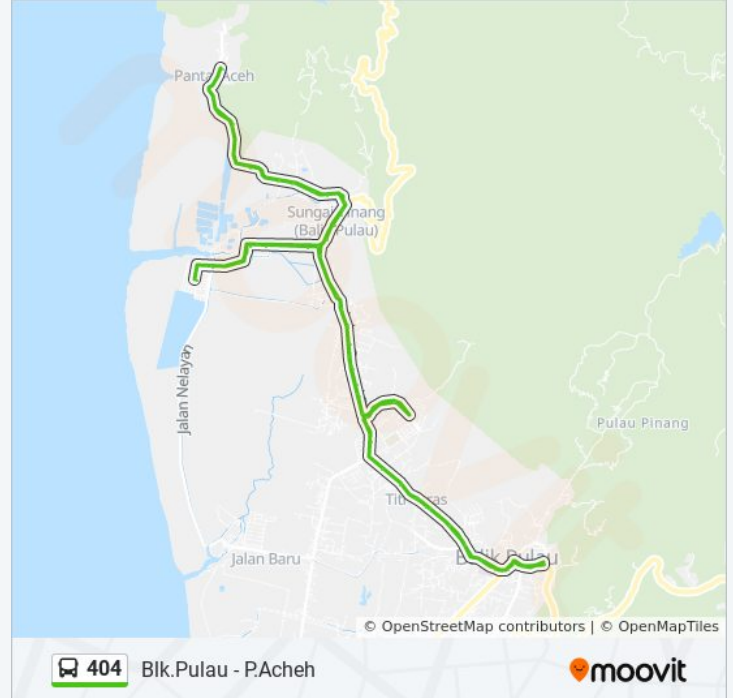 Pantai Aceh
Sungai Pinang
(Balik Pulau)
Jalan Nelayan
Pulau Pinang
Titi Teras
Balik Pulau
Jalan Baru
© OpenStreetMap contributors | © OpenMapTiles
404 Blk.Pulau - P.Acheh
moovit